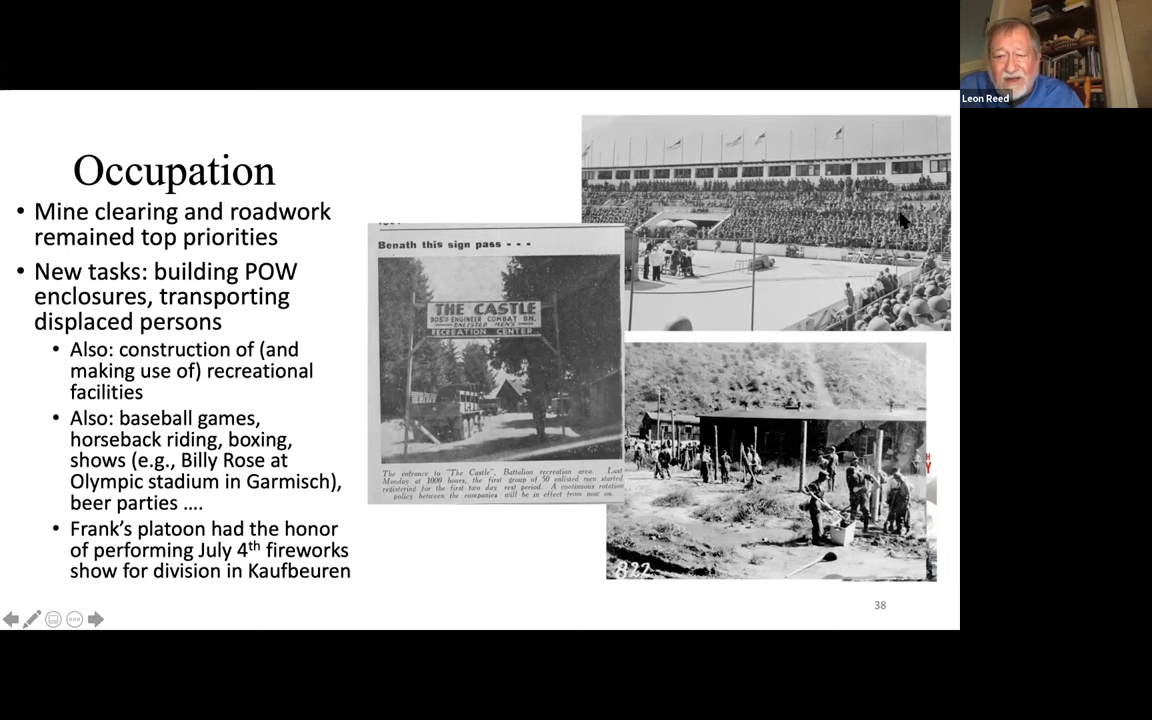 Leon Reed
Occupation
• Mine clearing and roadwork
remained top priorities
• New tasks: building POW
enclosures, transporting
displaced persons
• Also: construction of (and
making use of) recreational
facilities
• Also: baseball games,
horseback riding, boxing,
shows (e.g., Billy Rose at
Olympic stadium in Garmisch),
beer parties ....
• Frank’s platoon had the honor
of performing July 4th fireworks
show for division in Kaufbeuren
Benath this sign pass - - -
THE CASTLE
305TH ENGINEER COMBAT BN.
ENLISTED MEN'S
RECREATION CENTER
The entrance to "The Castle", Battalion recreation area. Last
Monday at 1000 hours, the first group of 50 enlisted men started
registering for the first two day rest period. A continuous rotation
policy between the companies will be in effect from now on.
822
H
Y
38